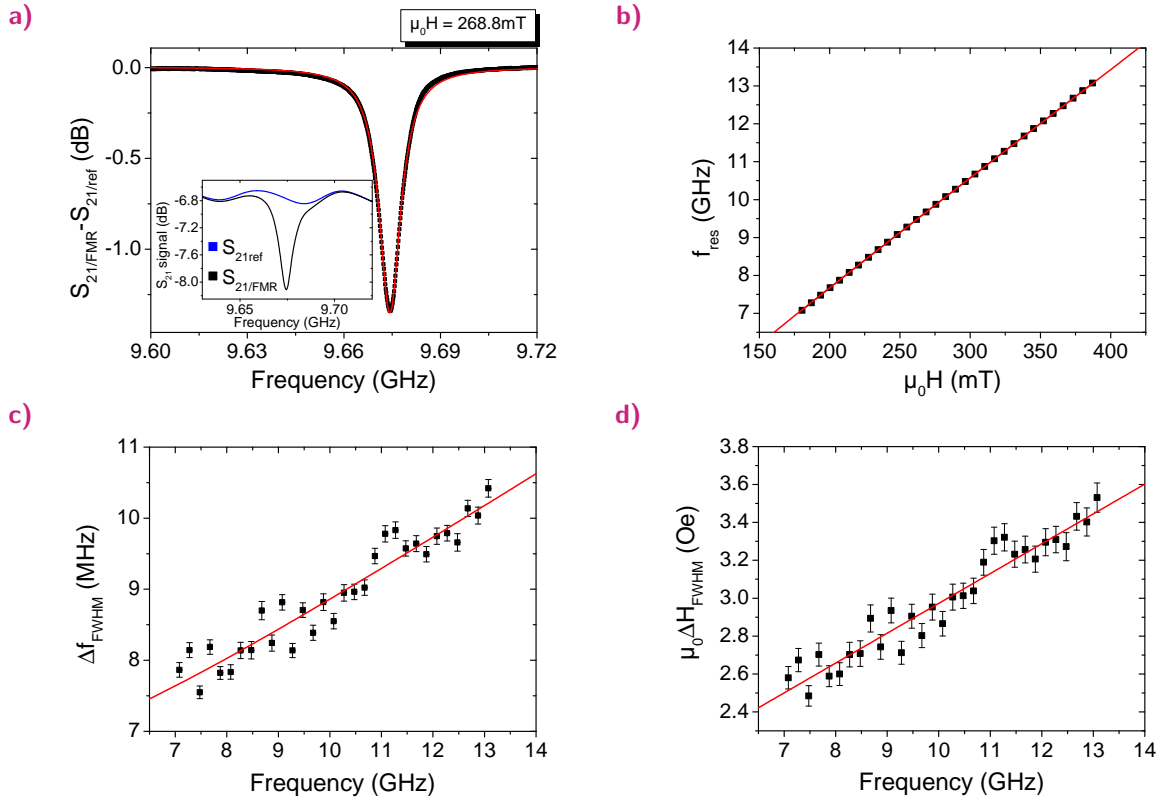 a)
μ₀H = 268.8mT
0.0
-0.5
-1.0
S₂₁/FMR-S₂₁/ref (dB)
9.60 9.63 9.66 9.69 9.72
Frequency (GHz)
-6.8
-7.2
-7.6
-8.0
S₂₁ signal (dB)
S21ref
S21/FMR
9.65 9.70
Frequency (GHz)
b)
14
13
12
11
10
9
8
7
f_res (GHz)
150 200 250 300 350 400
μ₀H (mT)
c)
11
10
9
8
7
Δf_FWHM (MHz)
7 8 9 10 11 12 13 14
Frequency (GHz)
d)
3.8
3.6
3.4
3.2
3.0
2.8
2.6
2.4
μ₀ΔH_FWHM (Oe)
7 8 9 10 11 12 13 14
Frequency (GHz)